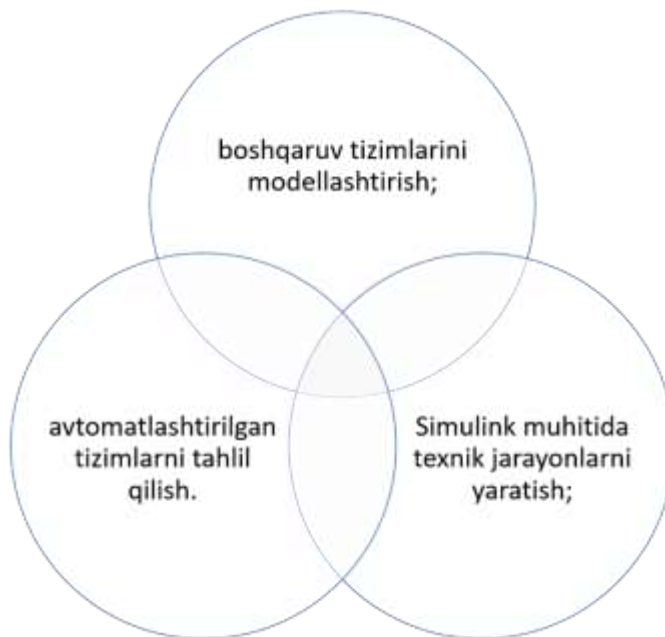 boshqaruv tizimlarini
modellashtirish;
avtomatlashtirilgan
tizimlarni tahlil
qilish.
Simulink muhitida
texnik jarayonlarni
yaratish;